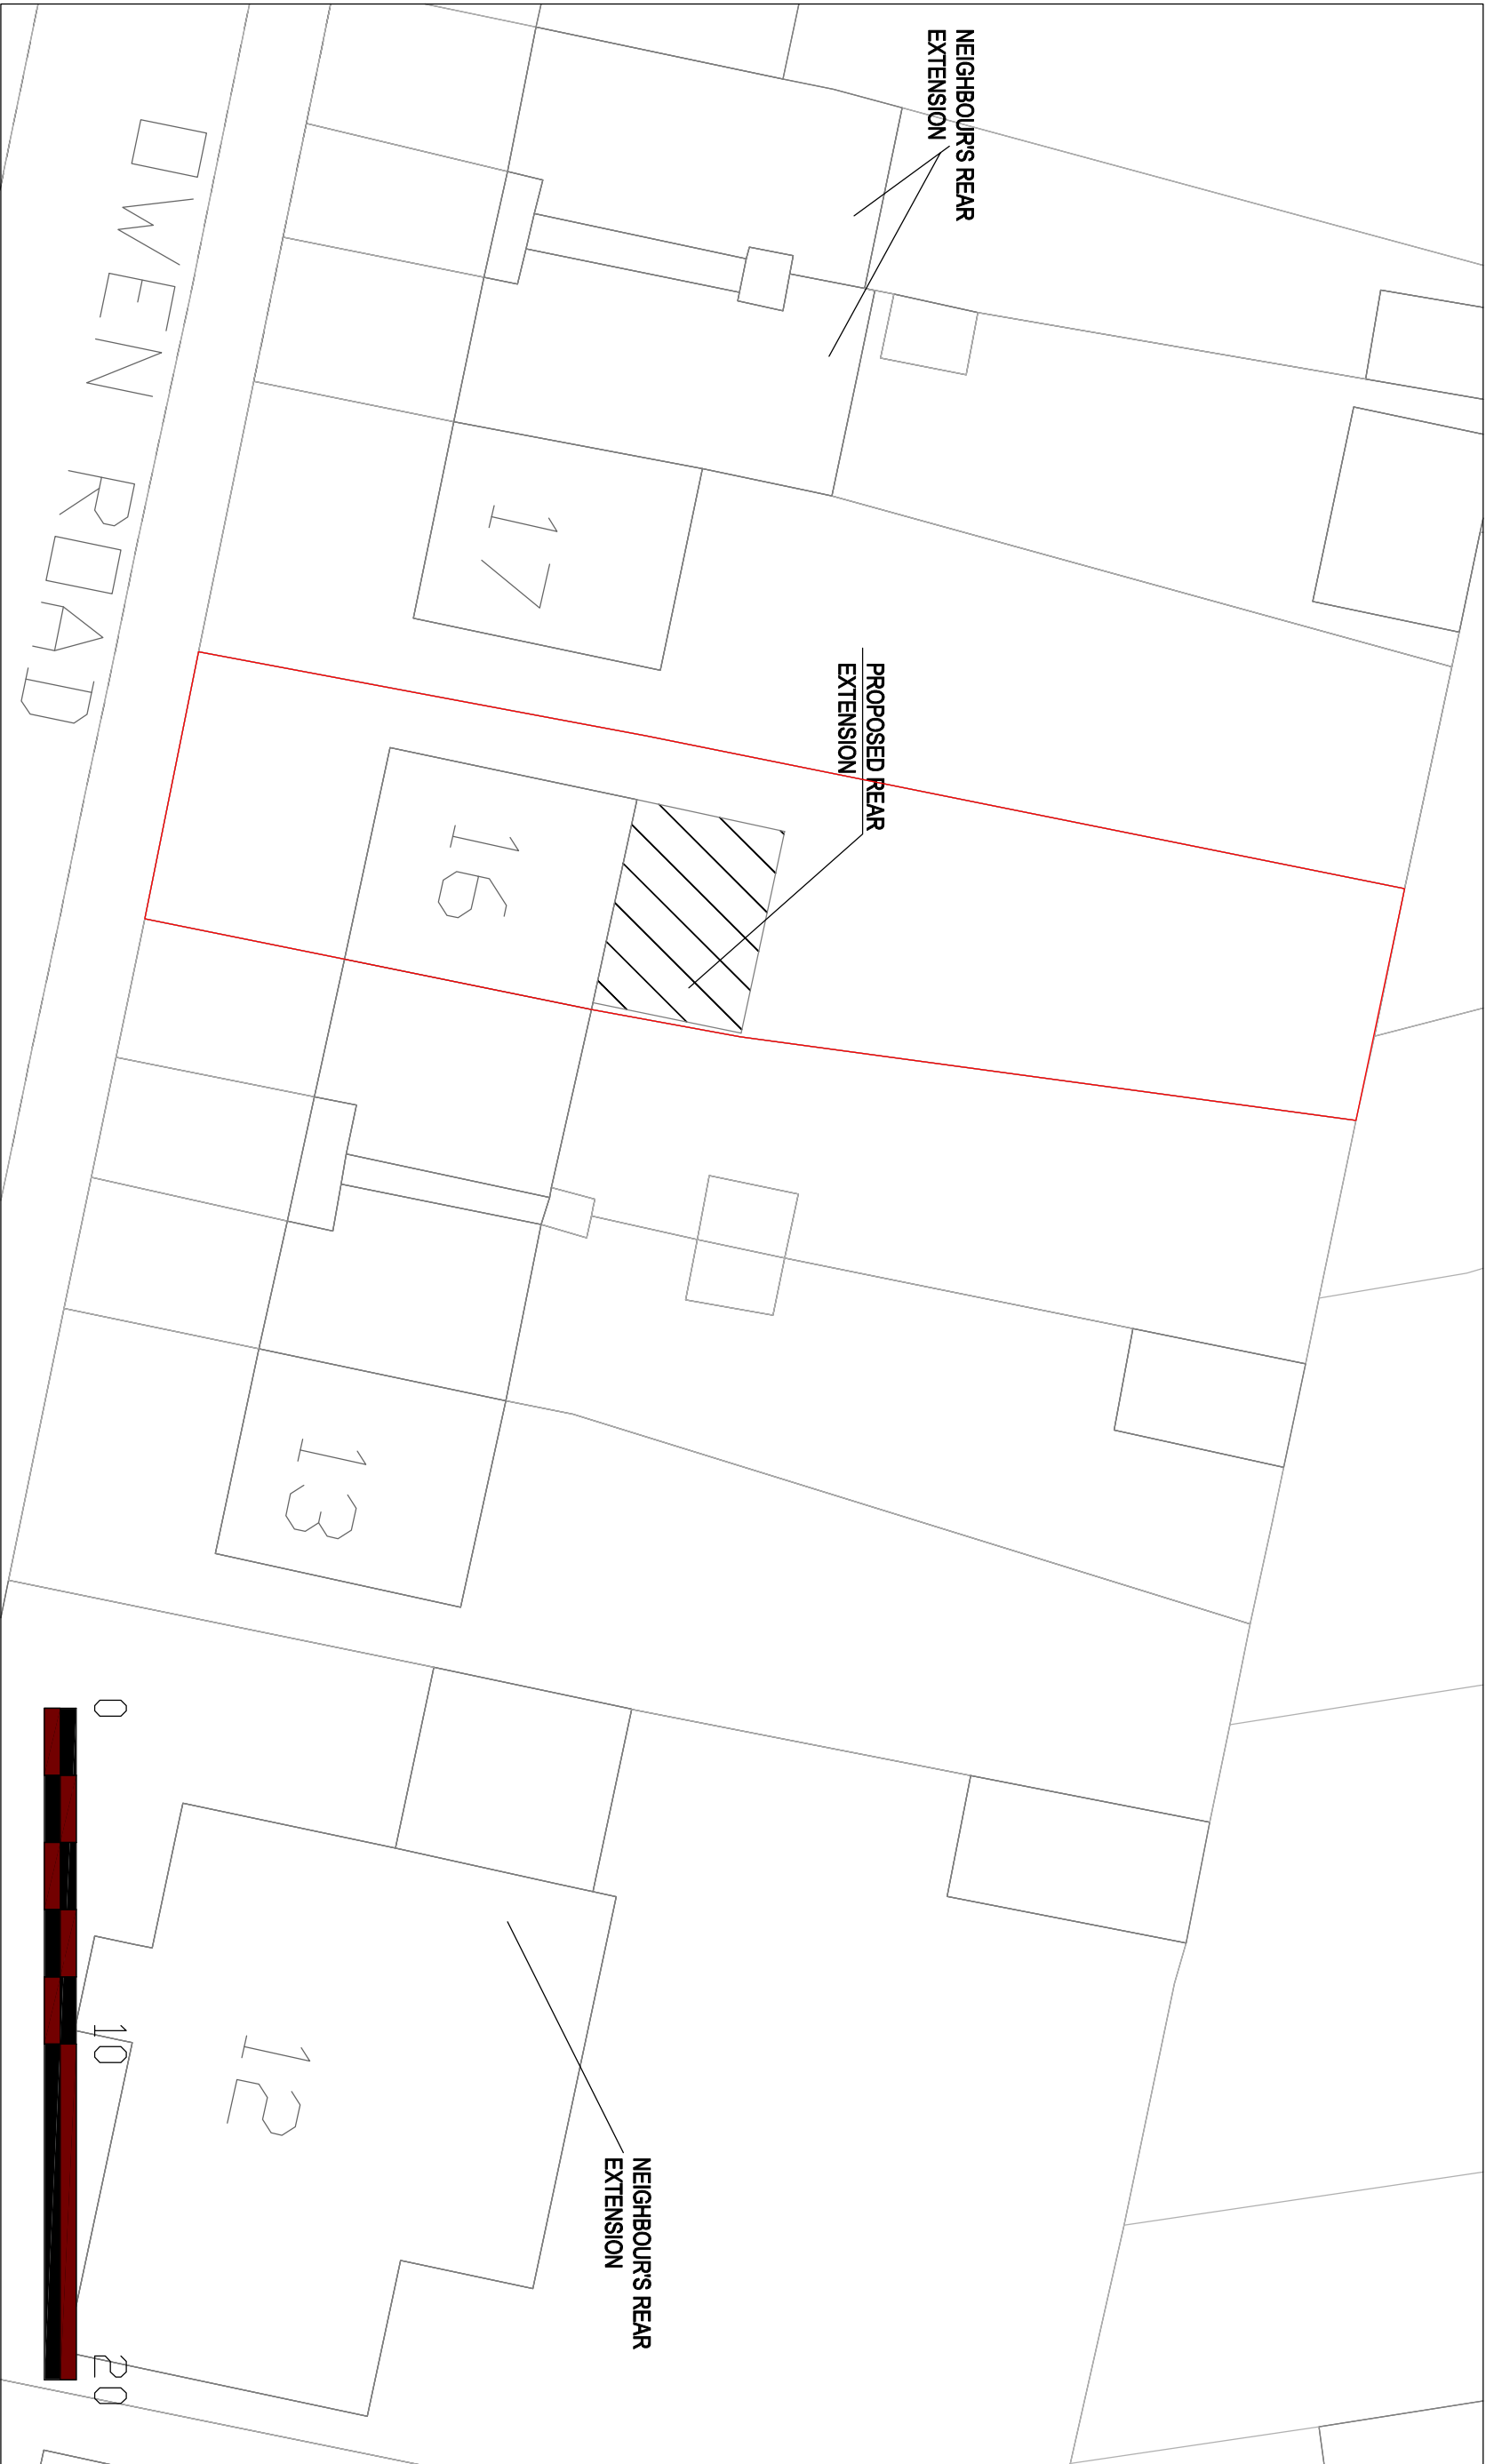 NEIGHBOUR'S REAR
EXTENSION
OWEN ROAD
17
PROPOSED REAR
EXTENSION
16
13
NEIGHBOUR'S REAR
EXTENSION
12
0 10 20